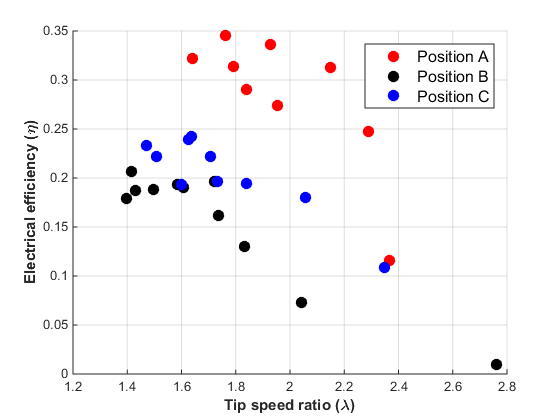 0.35
0.3
0.25
0.2
0.15
0.1
0.05
0
Electrical efficiency (η)
Position A
Position B
Position C
1.2 1.4 1.6 1.8 2 2.2 2.4 2.6 2.8
Tip speed ratio (λ)